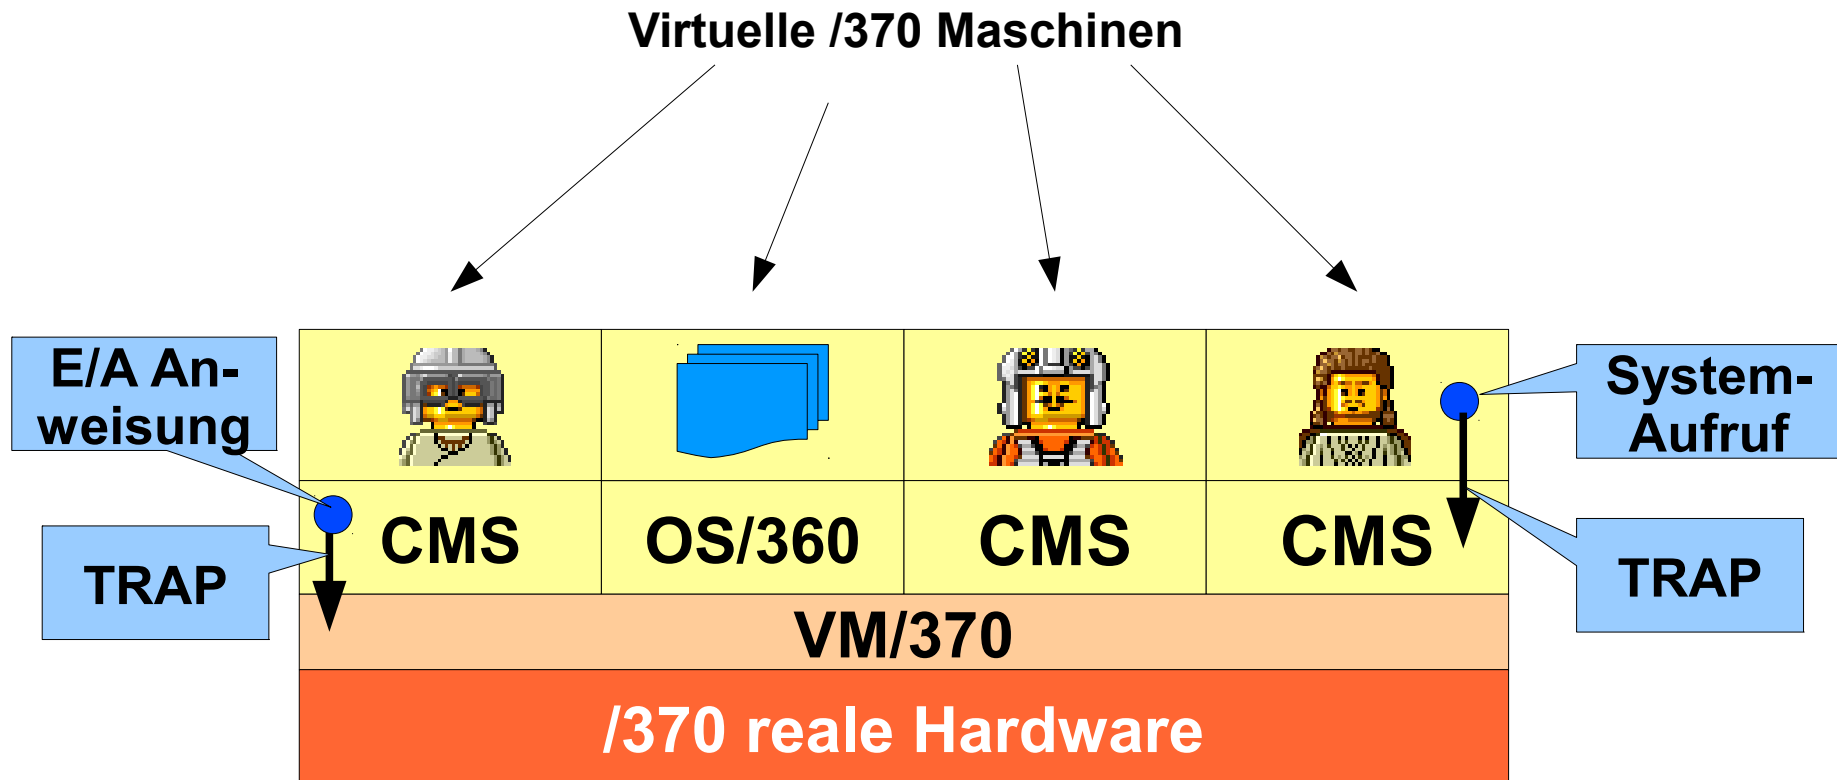 Virtuelle /370 Maschinen
E/A An-
weisung
System-
Aufruf
TRAP
CMS
OS/360
CMS
CMS
TRAP
VM/370
/370 reale Hardware